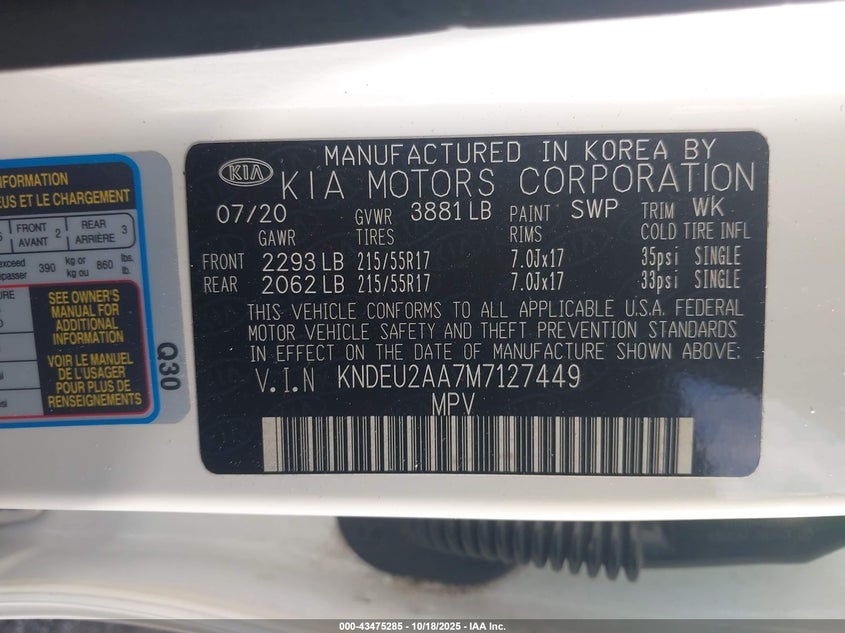 INFORMATION
EUS ET LE CHARGEMENT
FRONT 2
AVANT
REAR 3
ARRIÈRE
exceed 390 kg or 860 lbs.
kg ou lb.
SEE OWNER'S
MANUAL FOR
ADDITIONAL
INFORMATION
VOIR LE MANUEL
DE L'USAGER
POUR PLUS DE
RENSEIGNEMENTS
Q30
KIA
MANUFACTURED IN KOREA BY
KIA MOTORS CORPORATION
07/20 GVWR 3881 LB PAINT SWP TRIM WK
GAWR TIRES RIMS COLD TIRE INFL
FRONT 2293 LB 215/55R17 7.0Jx17 35psi SINGLE
REAR 2062 LB 215/55R17 7.0Jx17 33psi SINGLE
THIS VEHICLE CONFORMS TO ALL APPLICABLE U.S.A. FEDERAL
MOTOR VEHICLE SAFETY AND THEFT PREVENTION STANDARDS
IN EFFECT ON THE DATE OF MANUFACTURE SHOWN ABOVE:
V.I.N KNDEU2AA7M7127449
MPV
000-43475285 | 10/18/2025 | IAA Inc.